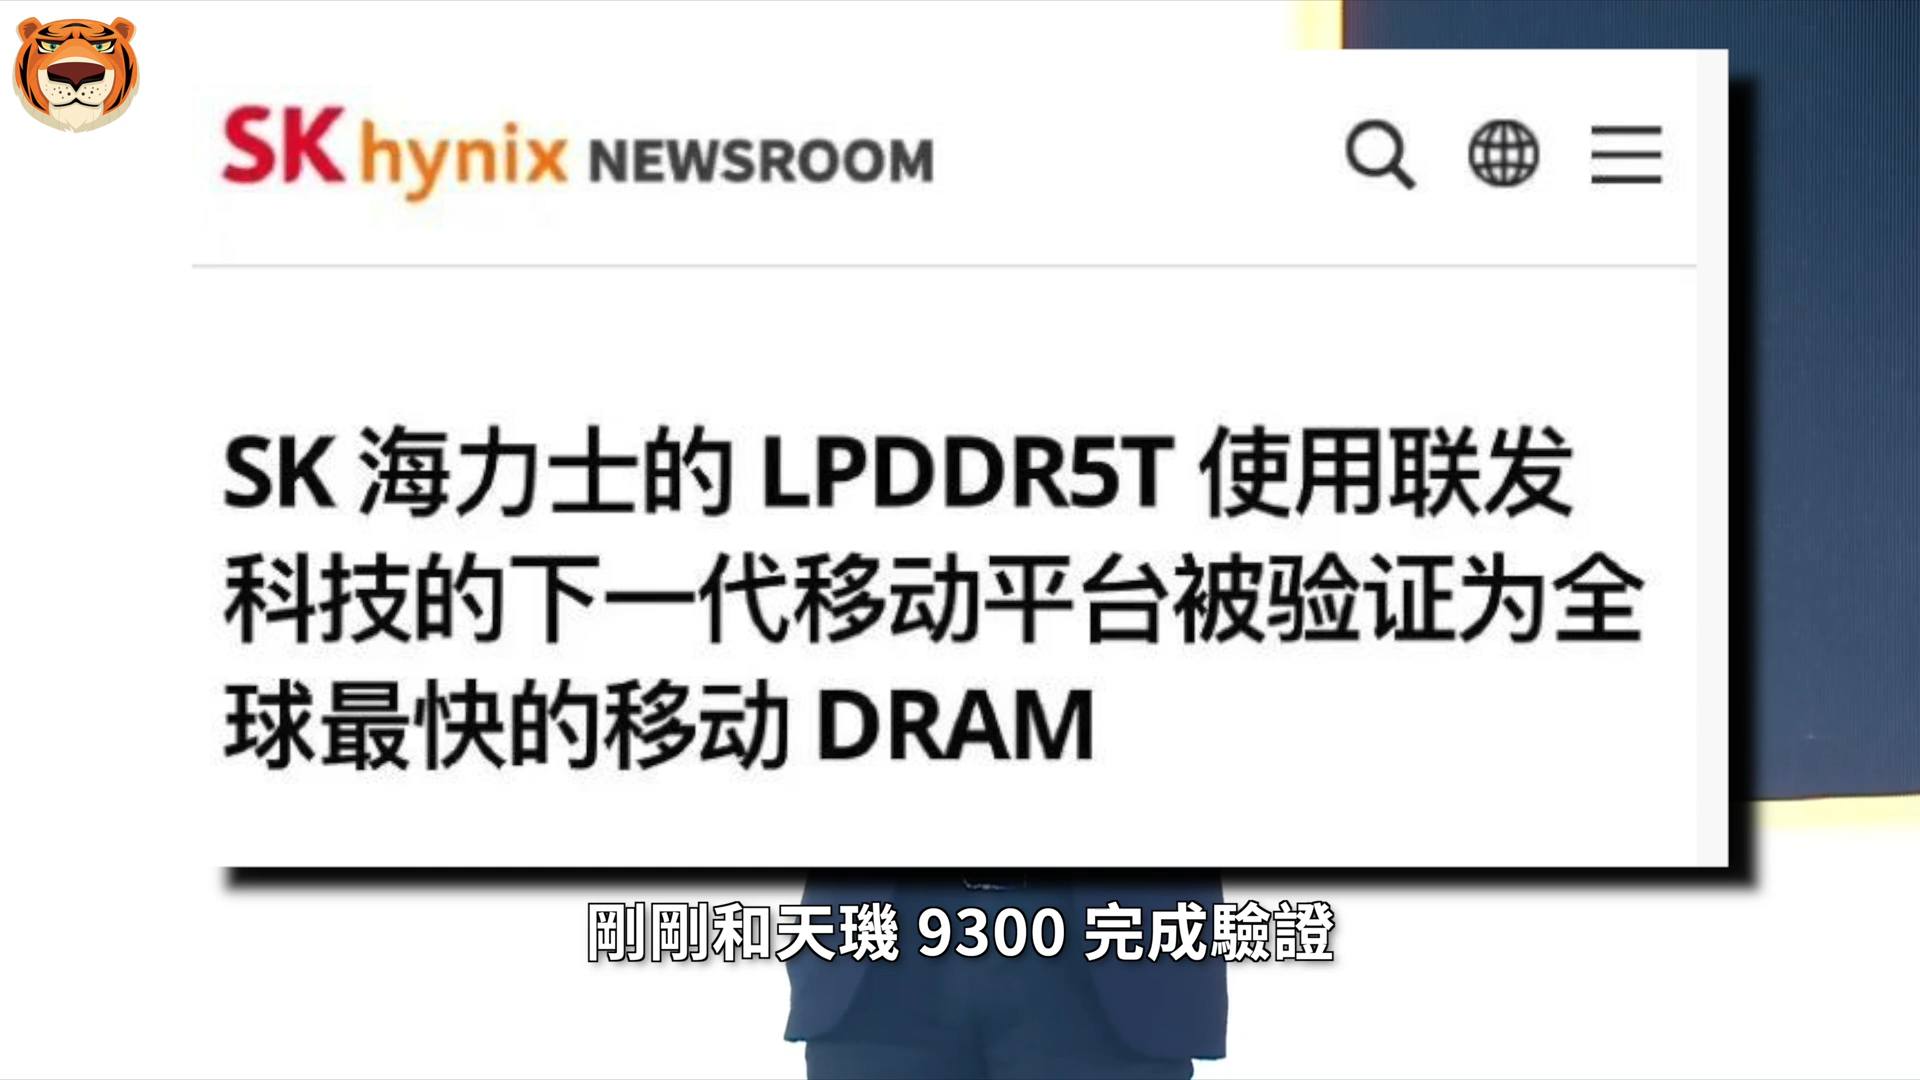 SK hynix NEWSROOM
SK 海力士的 LPDDR5T 使用联发
科技的下一代移动平台被验证为全
球最快的移动 DRAM
剛剛和天璣 9300 完成驗證